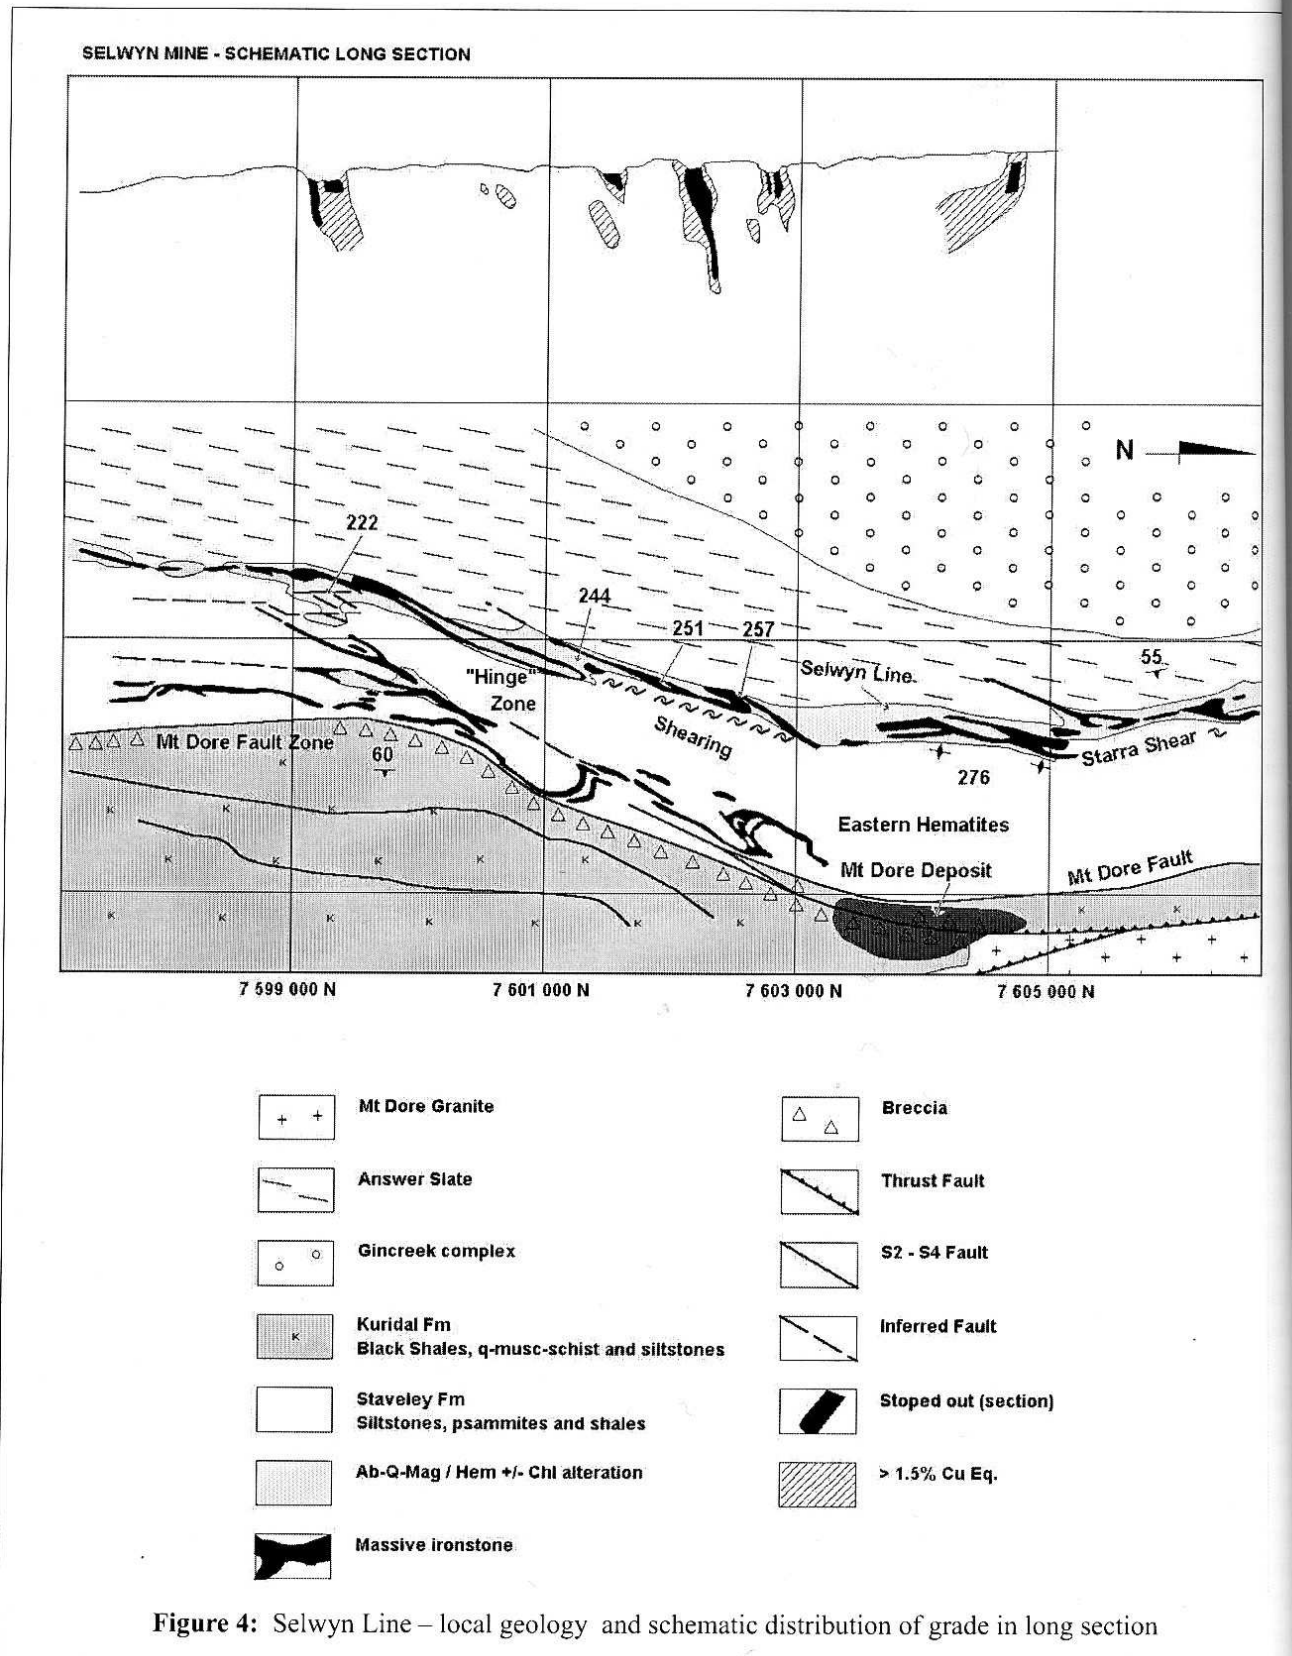 SELWYN MINE - SCHEMATIC LONG SECTION
N
222
244
251
257
55
Selwyn Line
"Hinge"
Zone
Shearing
Mt Dore Fault Zone
60
Starra Shear
276
Eastern Hematites
Mt Dore Deposit
Mt Dore Fault
K K K K K K K K K K K K K K K K K K
7 599 000 N 7 601 000 N 7 603 000 N 7 605 000 N
Mt Dore Granite
Answer Slate
Gincreek complex
K
Kuridal Fm
Black Shales, q-musc-schist and siltstones
Staveley Fm
Siltstones, psammites and shales
Ab-Q-Mag / Hem +/- Chl alteration
Massive ironstone
Breccia
Thrust Fault
S2 - S4 Fault
Inferred Fault
Stoped out (section)
> 1.5% Cu Eq.
Figure 4: Selwyn Line – local geology and schematic distribution of grade in long section